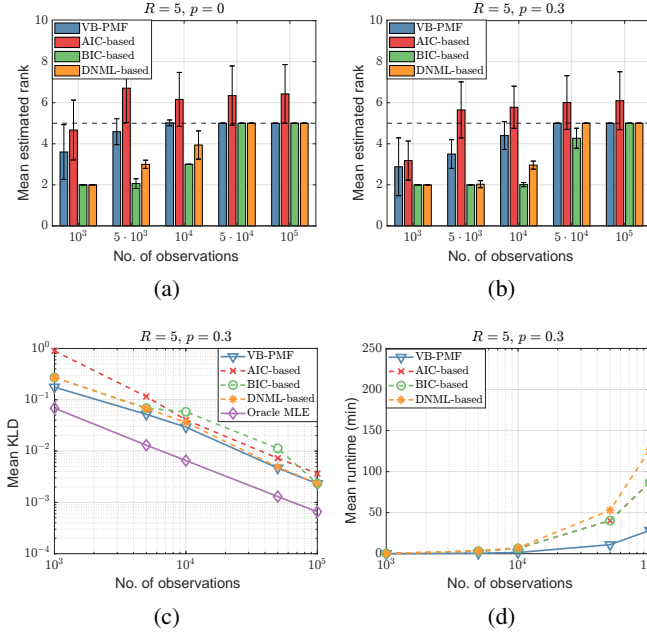 R = 5, p = 0
VB-PMF
AIC-based
BIC-based
DNML-based
Mean estimated rank
10
8
6
4
2
0
10³
5 · 10³
10⁴
5 · 10⁴
10⁵
No. of observations
(a)
R = 5, p = 0.3
VB-PMF
AIC-based
BIC-based
DNML-based
Mean estimated rank
10
8
6
4
2
0
10³
5 · 10³
10⁴
5 · 10⁴
10⁵
No. of observations
(b)
R = 5, p = 0.3
VB-PMF
AIC-based
BIC-based
DNML-based
Oracle MLE
Mean KLD
10⁰
10⁻¹
10⁻²
10⁻³
10⁻⁴
10³
10⁴
10⁵
No. of observations
(c)
R = 5, p = 0.3
VB-PMF
AIC-based
BIC-based
DNML-based
Mean runtime (min)
250
200
150
100
50
0
10³
10⁴
No. of observations
(d)